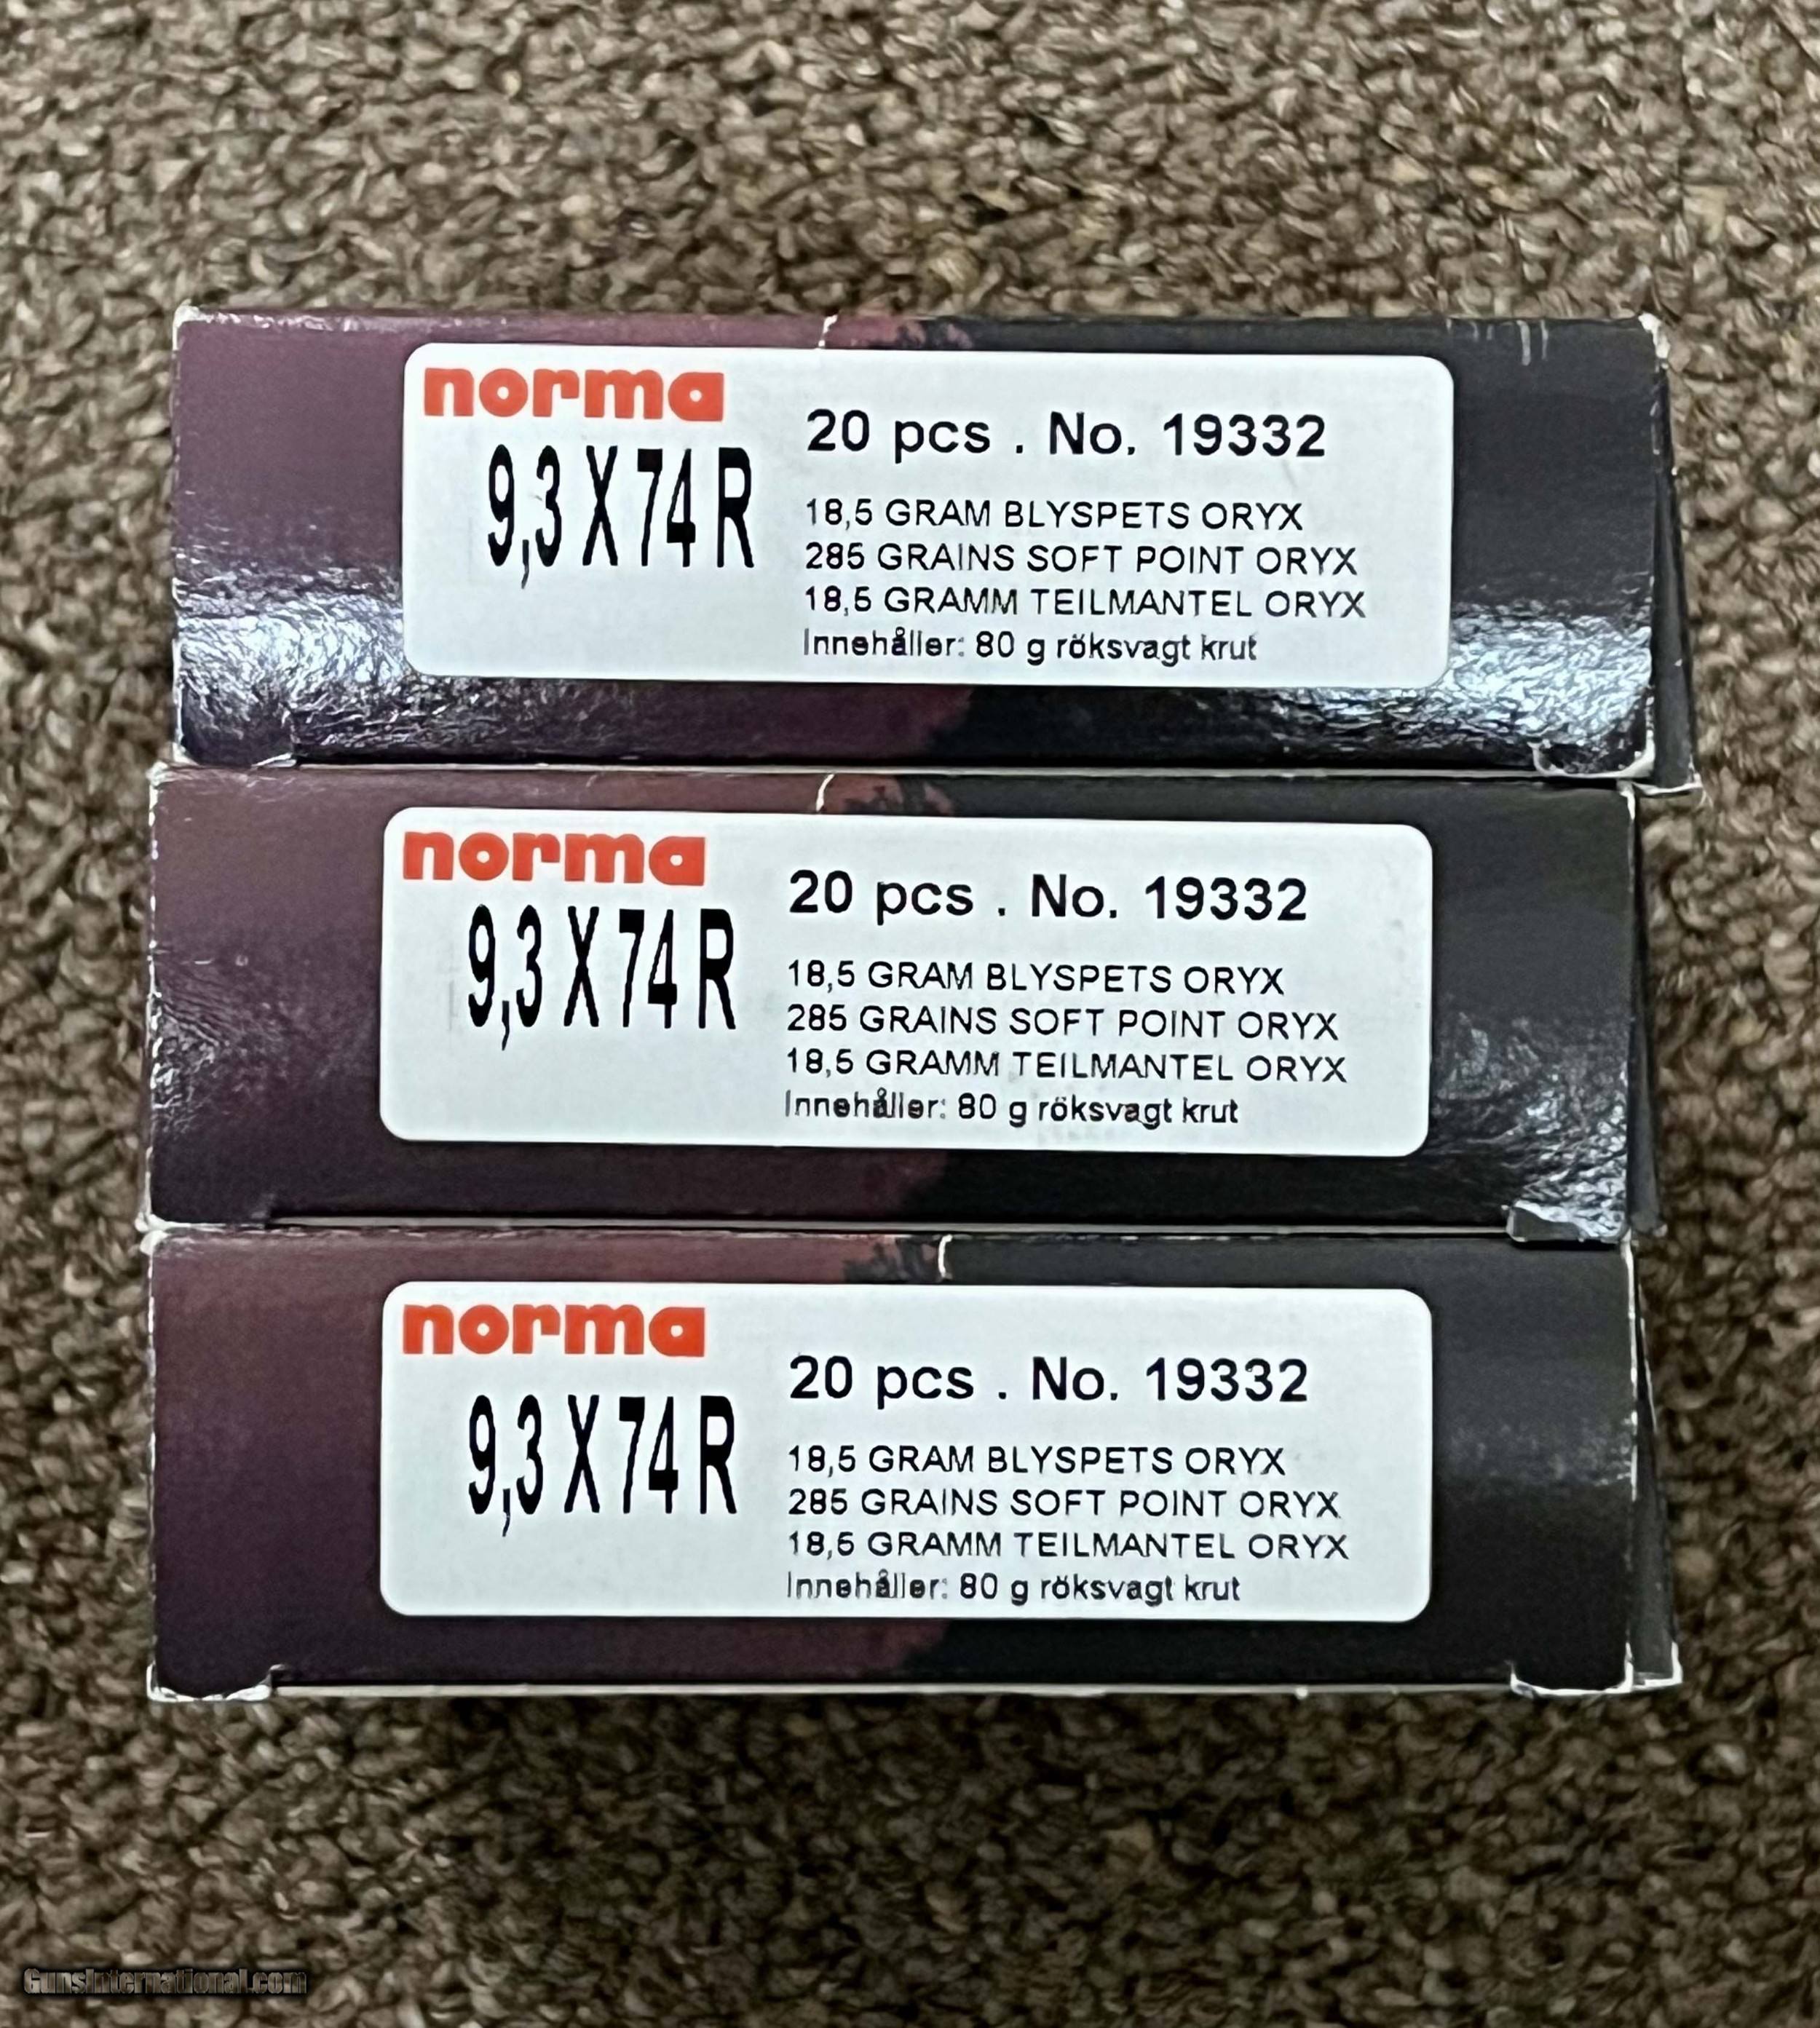 norma
9,3 X 74 R
20 pcs . No. 19332
18,5 GRAM BLYSPETS ORYX
285 GRAINS SOFT POINT ORYX
18,5 GRAMM TEILMANTEL ORYX
Innehåller: 80 g röksvagt krut
norma
9,3 X 74 R
20 pcs . No. 19332
18,5 GRAM BLYSPETS ORYX
285 GRAINS SOFT POINT ORYX
18,5 GRAMM TEILMANTEL ORYX
Innehåller: 80 g röksvagt krut
norma
9,3 X 74 R
20 pcs . No. 19332
18,5 GRAM BLYSPETS ORYX
285 GRAINS SOFT POINT ORYX
18,5 GRAMM TEILMANTEL ORYX
Innehåller: 80 g röksvagt krut
GunsInternational.com